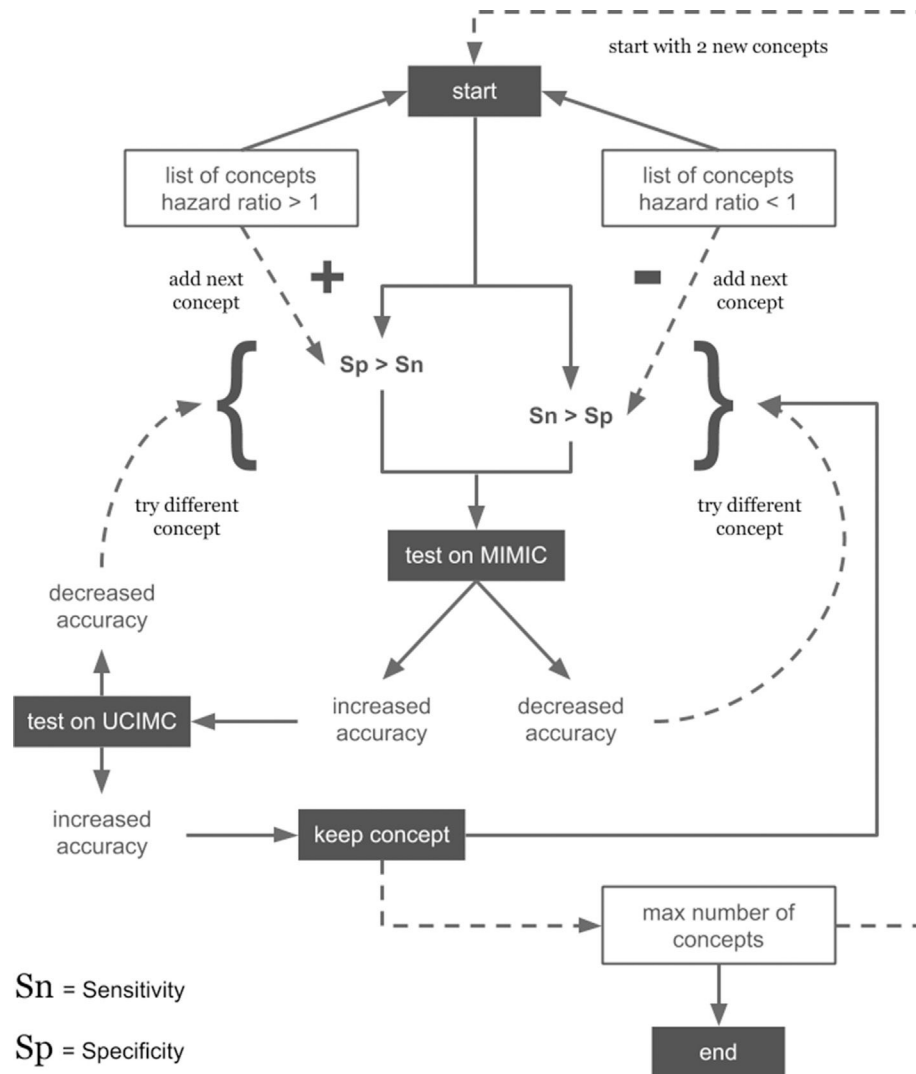 start with 2 new concepts
start
list of concepts
hazard ratio > 1
list of concepts
hazard ratio < 1
+
-
add next
concept
add next
concept
{
Sp > Sn
Sn > Sp
}
try different
concept
try different
concept
test on MIMIC
decreased
accuracy
increased
accuracy
decreased
accuracy
test on UCIMC
increased
accuracy
keep concept
max number of
concepts
Sn = Sensitivity
Sp = Specificity
end